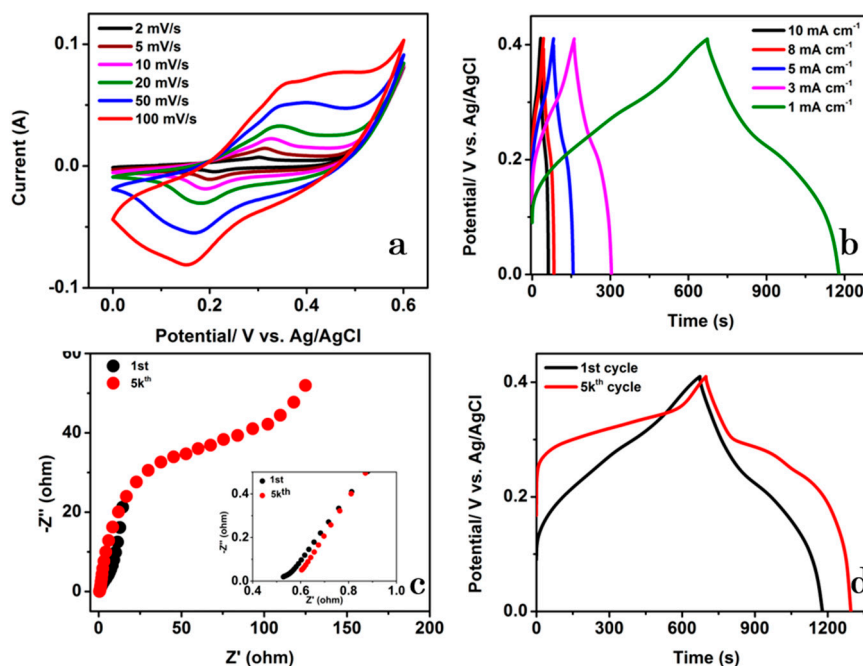 2 mV/s
5 mV/s
10 mV/s
20 mV/s
50 mV/s
100 mV/s
0.1
0.0
-0.1
Current (A)
0.0 0.2 0.4 0.6
Potential/ V vs. Ag/AgCl
a
10 mA cm⁻¹
8 mA cm⁻¹
5 mA cm⁻¹
3 mA cm⁻¹
1 mA cm⁻¹
0.4
0.2
0.0
Potential/ V vs. Ag/AgCl
0 300 600 900 1200
Time (s)
b
1st
5kᵗʰ
60
40
20
0
-Z'' (ohm)
0 50 100 150 200
Z' (ohm)
1st
5kᵗʰ
0.4
0.2
0.0
-Z'' (ohm)
0.4 0.6 0.8 1.0
Z' (ohm)
c
1st cycle
5kᵗʰ cycle
0.4
0.2
0.0
Potential/ V vs. Ag/AgCl
0 300 600 900 1200
Time (s)
d